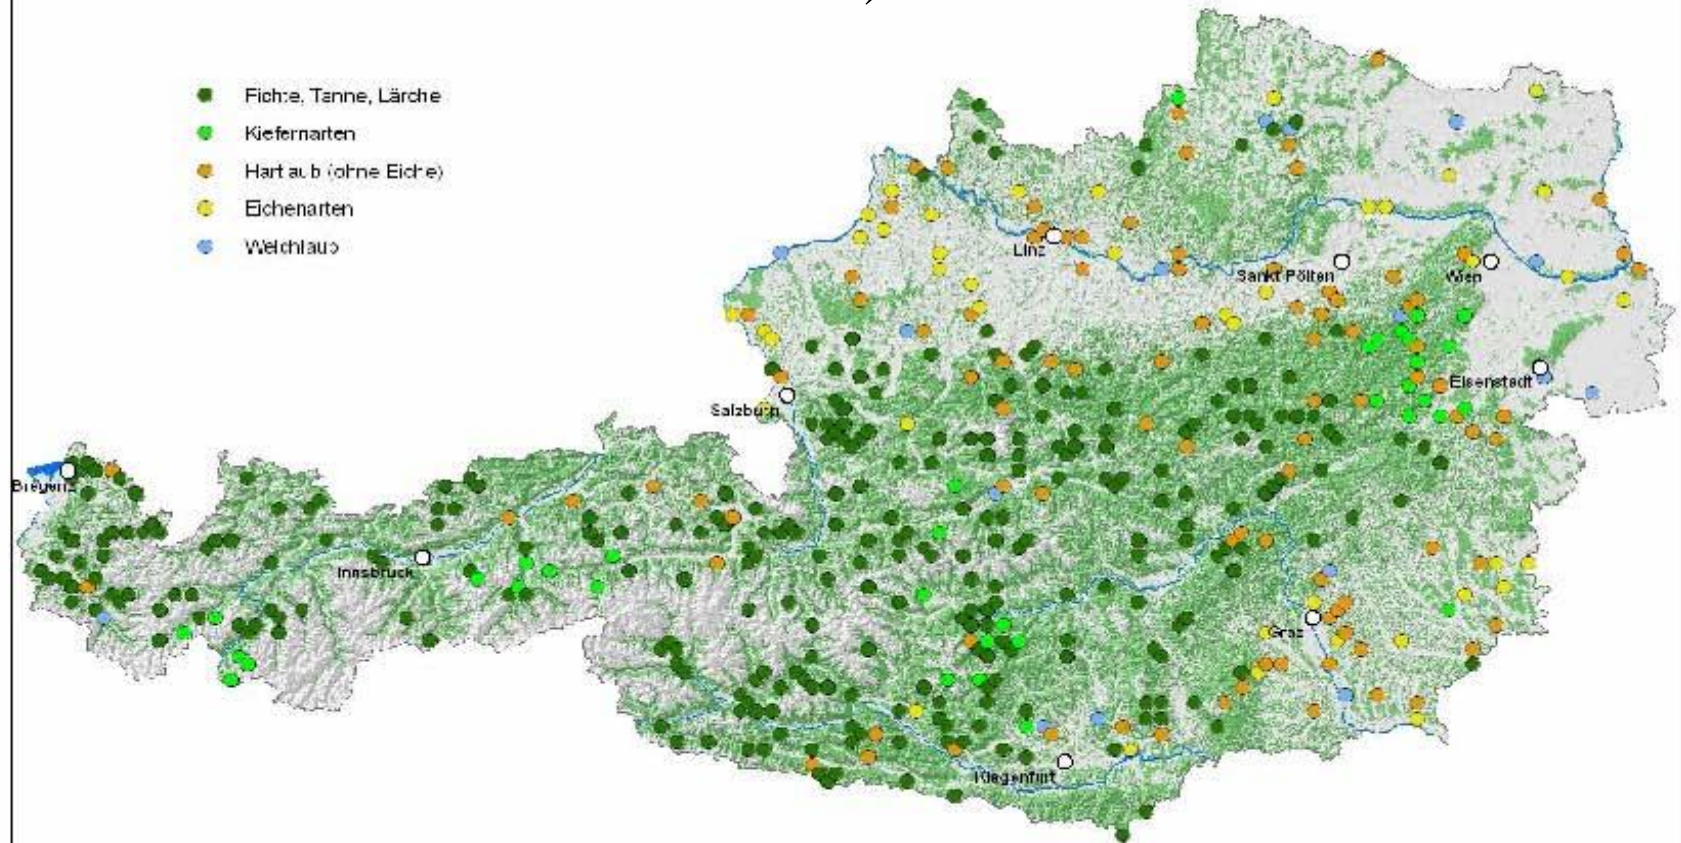 Fichte, Tanne, Lärche
Kiefernarten
Hartlaub (ohne Eiche)
Eichenarten
Weichlaub
Linz
Sankt Pölten
Wien
Eisenstadt
Salzburg
Bregenz
Innsbruck
Graz
Klagenfurt